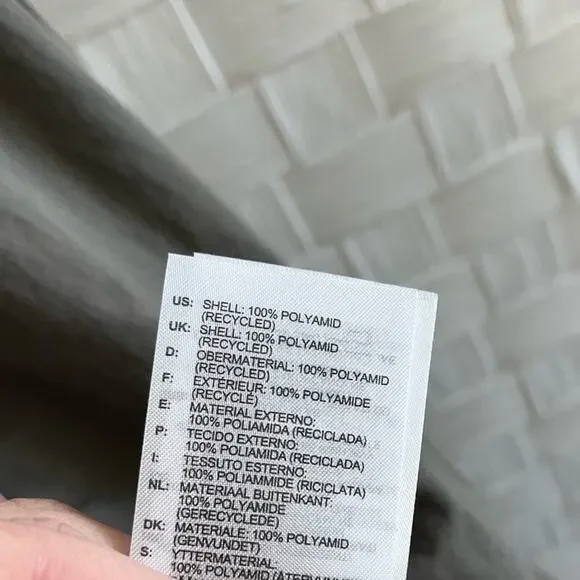 US: SHELL: 100% POLYAMID
(RECYCLED)
UK: SHELL: 100% POLYAMID
(RECYCLED)
D: OBERMATERIAL: 100% POLYAMID
(RECYCLED)
F: EXTÉRIEUR: 100% POLYAMIDE
(RECYCLÉ)
E: MATERIAL EXTERNO:
100% POLIAMIDA (RECICLADA)
P: TECIDO EXTERNO:
100% POLIAMIDA (RECICLADA)
I: TESSUTO ESTERNO:
100% POLIAMMIDE (RICICLATA)
NL: MATERIAAL BUITENKANT:
100% POLYAMIDE
(GERECYCLEDE)
DK: MATERIALE: 100% POLYAMID
(GENVUNDET)
S: YTTERMATERIAL:
100% POLYAMID